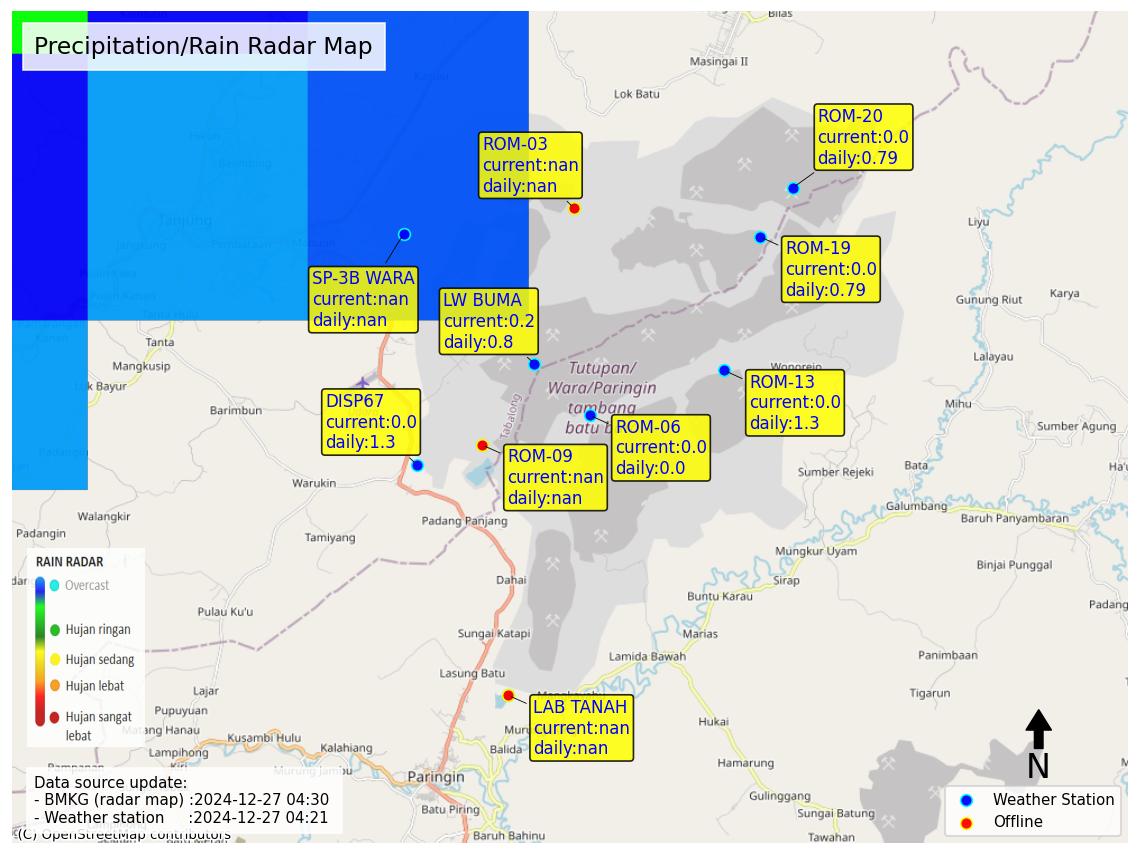 Precipitation/Rain Radar Map
Bilas
Masingai II
Lok Batu
ROM-20
current:0.0
daily:0.79
ROM-03
current:nan
daily:nan
Tanjung
Liyu
ROM-19
current:0.0
daily:0.79
SP-3B WARA
current:nan
daily:nan
LW BUMA
current:0.2
daily:0.8
Gunung Riut
Karya
Tanta Hulu
Tanta
Mangkusip
Lok Bayur
Barimbun
Lalayau
Wonorejo
Tutupan/
Wara/Paringin
tambang
batu b
Tabalong
ROM-13
current:0.0
daily:1.3
DISP67
current:0.0
daily:1.3
ROM-06
current:0.0
daily:0.0
Mihu
Sumber Agung
ROM-09
current:nan
daily:nan
Sumber Rejeki
Bata
Warukin
Galumbang
Baruh Panyambaran
Walangkir
Padangin
Padang Panjang
Tamiyang
Mungkur Uyam
Binjai Punggal
Dahai
Sirap
Buntu Karau
Padang
Pulau Ku'u
Sungai Katapi
Marias
Lamida Bawah
Panimbaan
Lasung Batu
Tigarun
RAIN RADAR
Overcast
Hujan ringan
Hujan sedang
Hujan lebat
Hujan sangat
lebat
Lajar
Pupuyuan
Matang Hanau
Kusambi Hulu
Lampihong
Kalahiang
Murung Jambu
LAB TANAH
current:nan
daily:nan
Hukai
Balida
Hamarung
Paringin
Batu Piring
Gulinggang
Sungai Batung
Baruh Bahinu
Tawahan
N
Data source update:
- BMKG (radar map) :2024-12-27 04:30
- Weather station :2024-12-27 04:21
(C) OpenStreetMap contributors
Weather Station
Offline